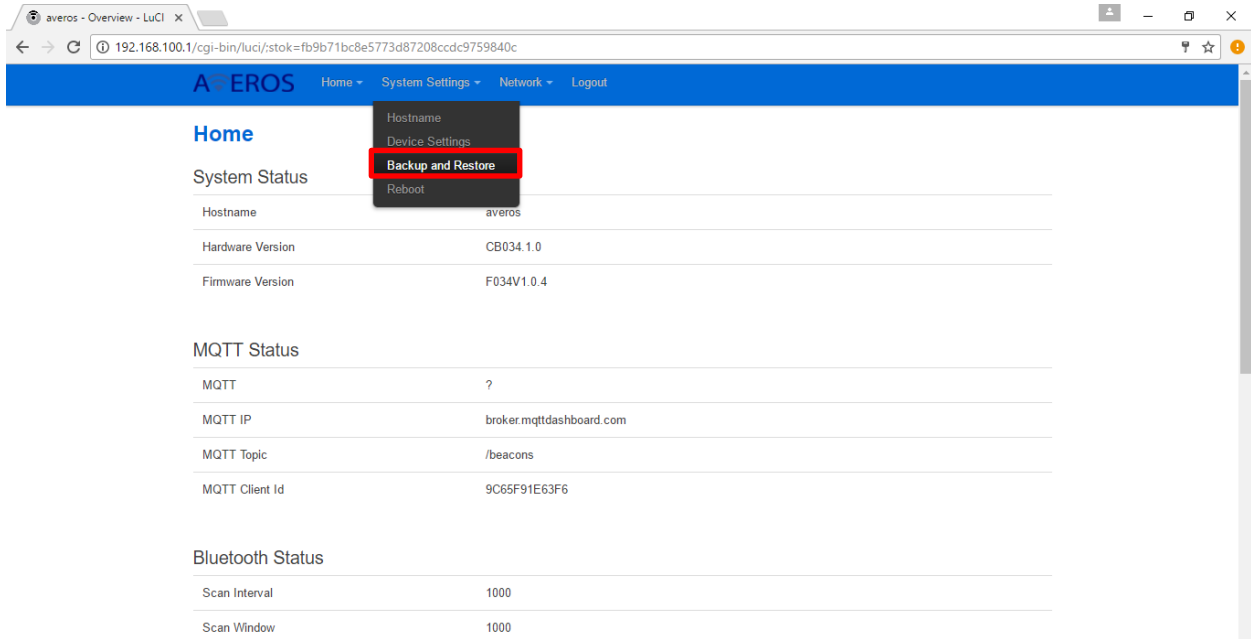 averos - Overview - LuCI
192.168.100.1/cgi-bin/luci/;stok=fb9b71bc8e5773d87208ccdc9759840c
AVEROS Home System Settings Network Logout
Hostname
Device Settings
Backup and Restore
Reboot
Home
System Status
Hostname averos
Hardware Version CB034.1.0
Firmware Version F034V1.0.4
MQTT Status
MQTT ?
MQTT IP broker.mqttdashboard.com
MQTT Topic /beacons
MQTT Client Id 9C65F91E63F6
Bluetooth Status
Scan Interval 1000
Scan Window 1000